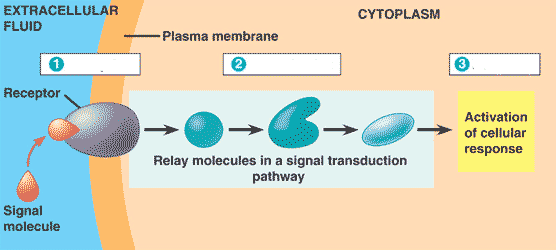 EXTRACELLULAR
FLUID
CYTOPLASM
Plasma membrane
1
2
3
Receptor
Relay molecules in a signal transduction
pathway
Activation
of cellular
response
Signal
molecule